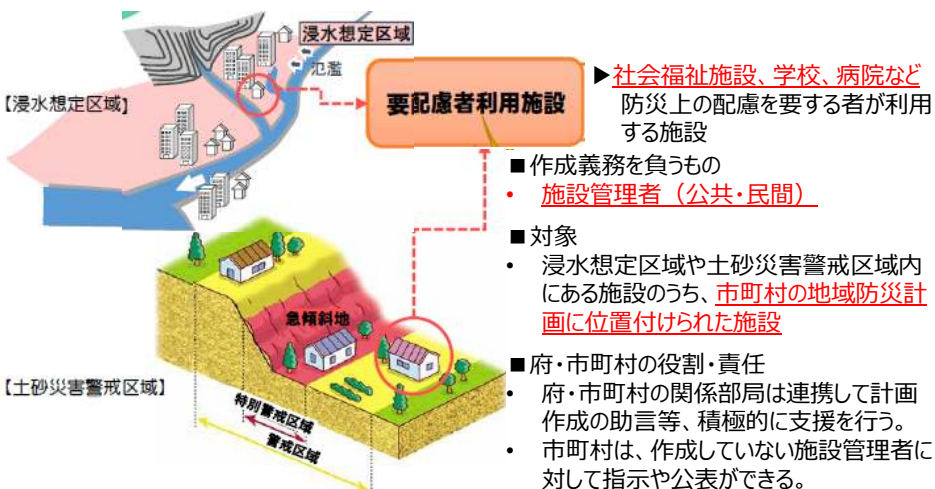 浸水想定区域
氾濫
【浸水想定区域】
要配慮者利用施設
▶社会福祉施設、学校、病院など
防災上の配慮を要する者が利用
する施設
■作成義務を負うもの
• 施設管理者（公共・民間）
■対象
• 浸水想定区域や土砂災害警戒区域内
にある施設のうち、市町村の地域防災計
画に位置付けられた施設
急傾斜地
【土砂災害警戒区域】
特別警戒区域
警戒区域
■府・市町村の役割・責任
• 府・市町村の関係部局は連携して計画
作成の助言等、積極的に支援を行う。
• 市町村は、作成していない施設管理者に
対して指示や公表ができる。